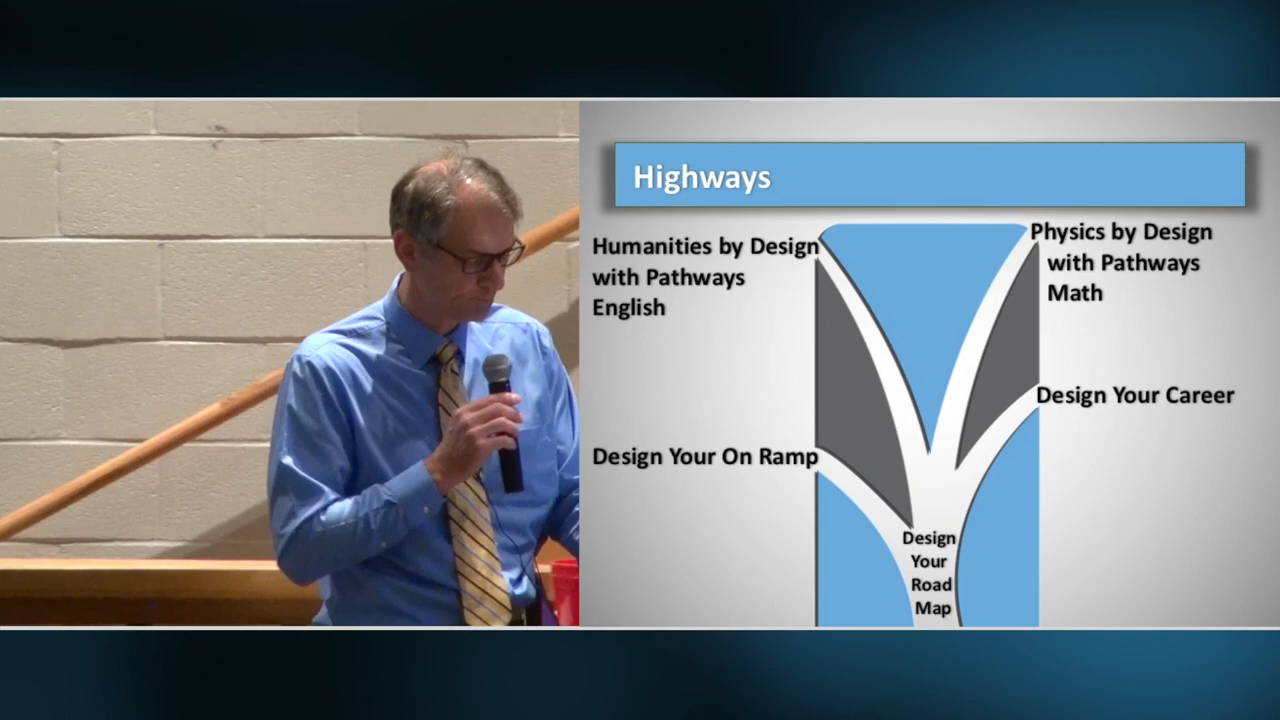 Highways
Humanities by Design
with Pathways
English
Physics by Design
with Pathways
Math
Design Your Career
Design Your On Ramp
Design
Your
Road
Map